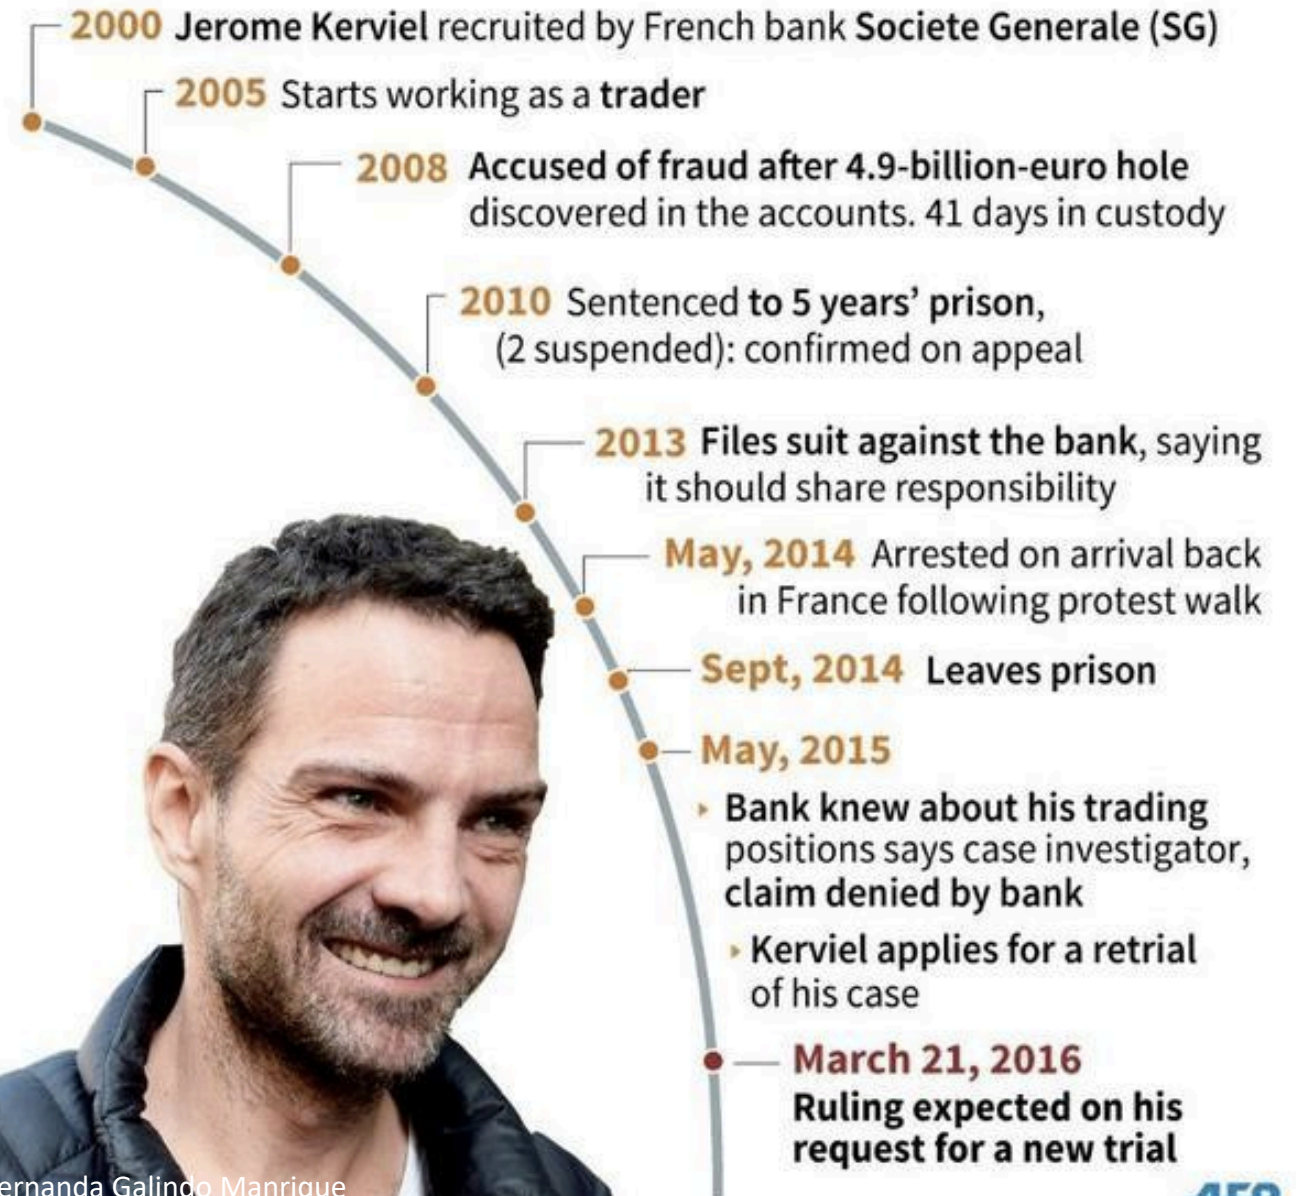 2000 Jerome Kerviel recruited by French bank Societe Generale (SG)
2005 Starts working as a trader
2008 Accused of fraud after 4.9-billion-euro hole
discovered in the accounts. 41 days in custody
2010 Sentenced to 5 years’ prison,
(2 suspended): confirmed on appeal
2013 Files suit against the bank, saying
it should share responsibility
May, 2014 Arrested on arrival back
in France following protest walk
Sept, 2014 Leaves prison
May, 2015
Bank knew about his trading
positions says case investigator,
claim denied by bank
Kerviel applies for a retrial
of his case
March 21, 2016
Ruling expected on his
request for a new trial
Galindo Manrique